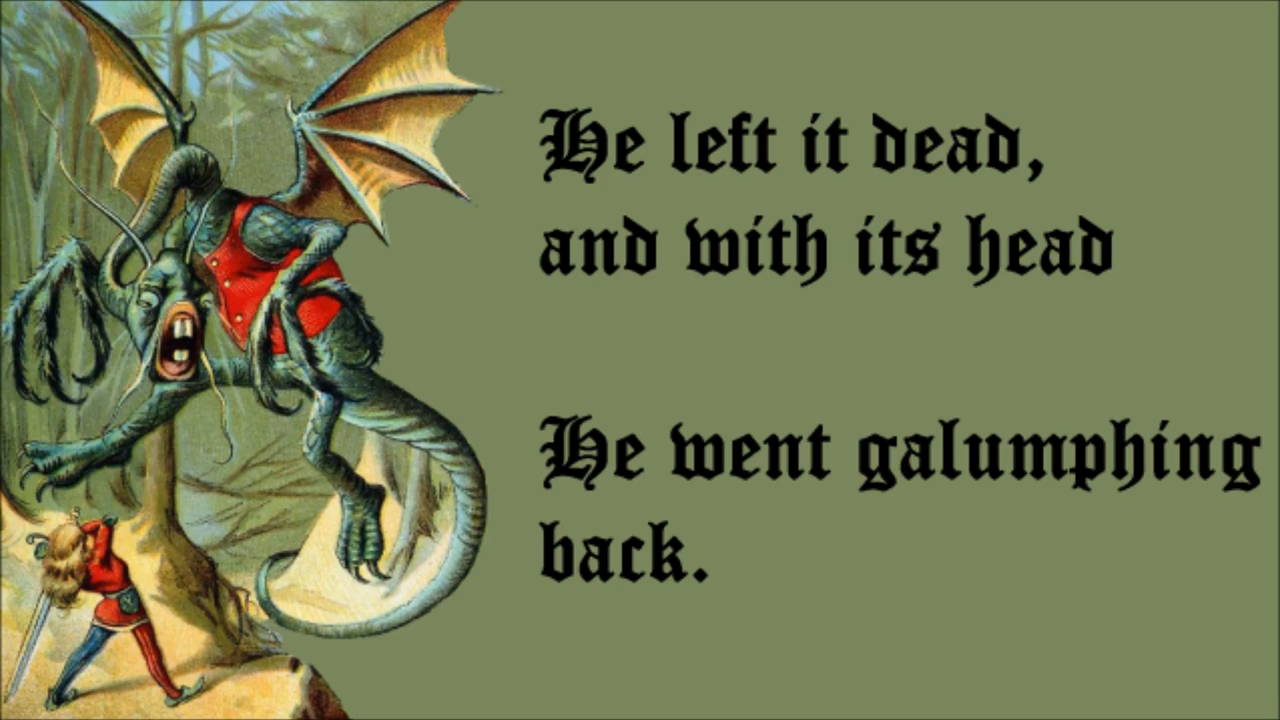 He left it dead,
and with its head
He went galumphing
back.